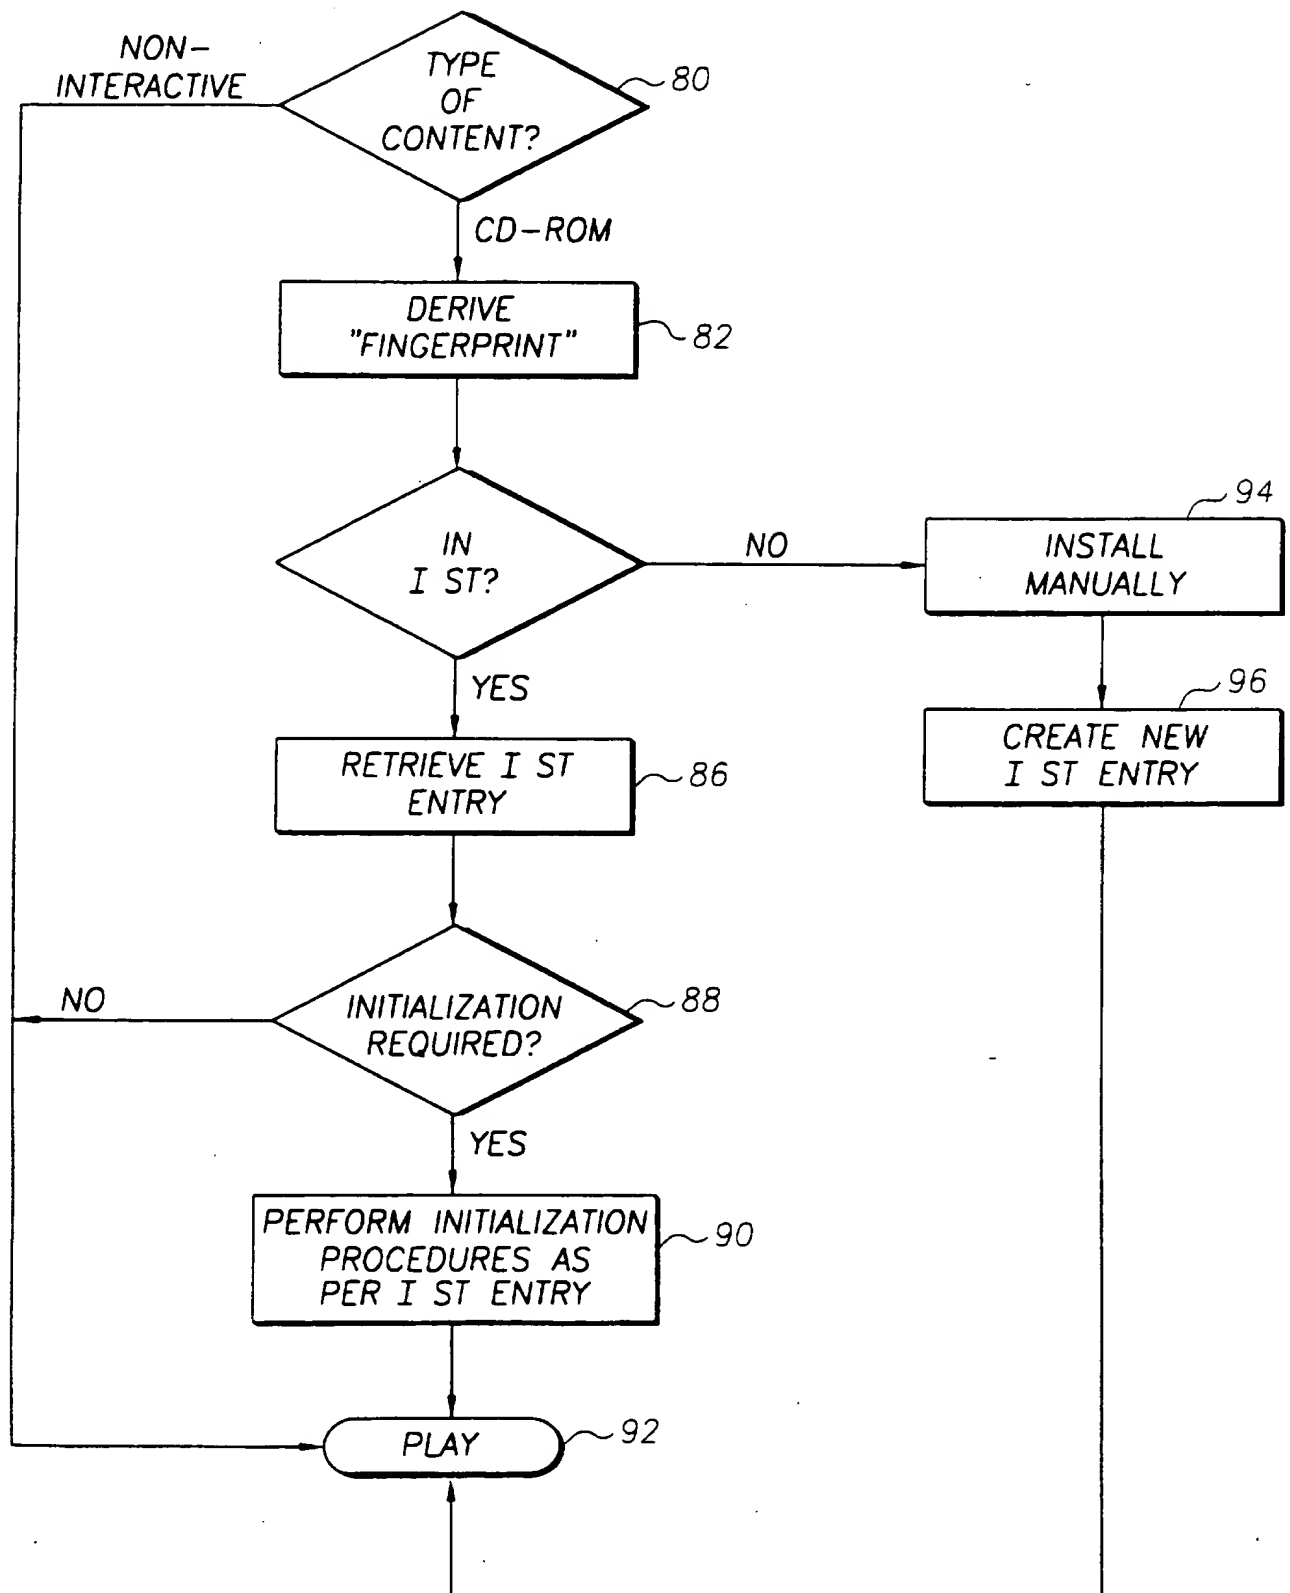 NON-
INTERACTIVE
TYPE
OF
CONTENT?
80
CD-ROM
DERIVE
"FINGERPRINT"
82
IN
I ST?
NO
94
INSTALL
MANUALLY
YES
96
CREATE NEW
I ST ENTRY
RETRIEVE I ST
ENTRY
86
NO
INITIALIZATION
REQUIRED?
88
YES
PERFORM INITIALIZATION
PROCEDURES AS
PER I ST ENTRY
90
PLAY
92